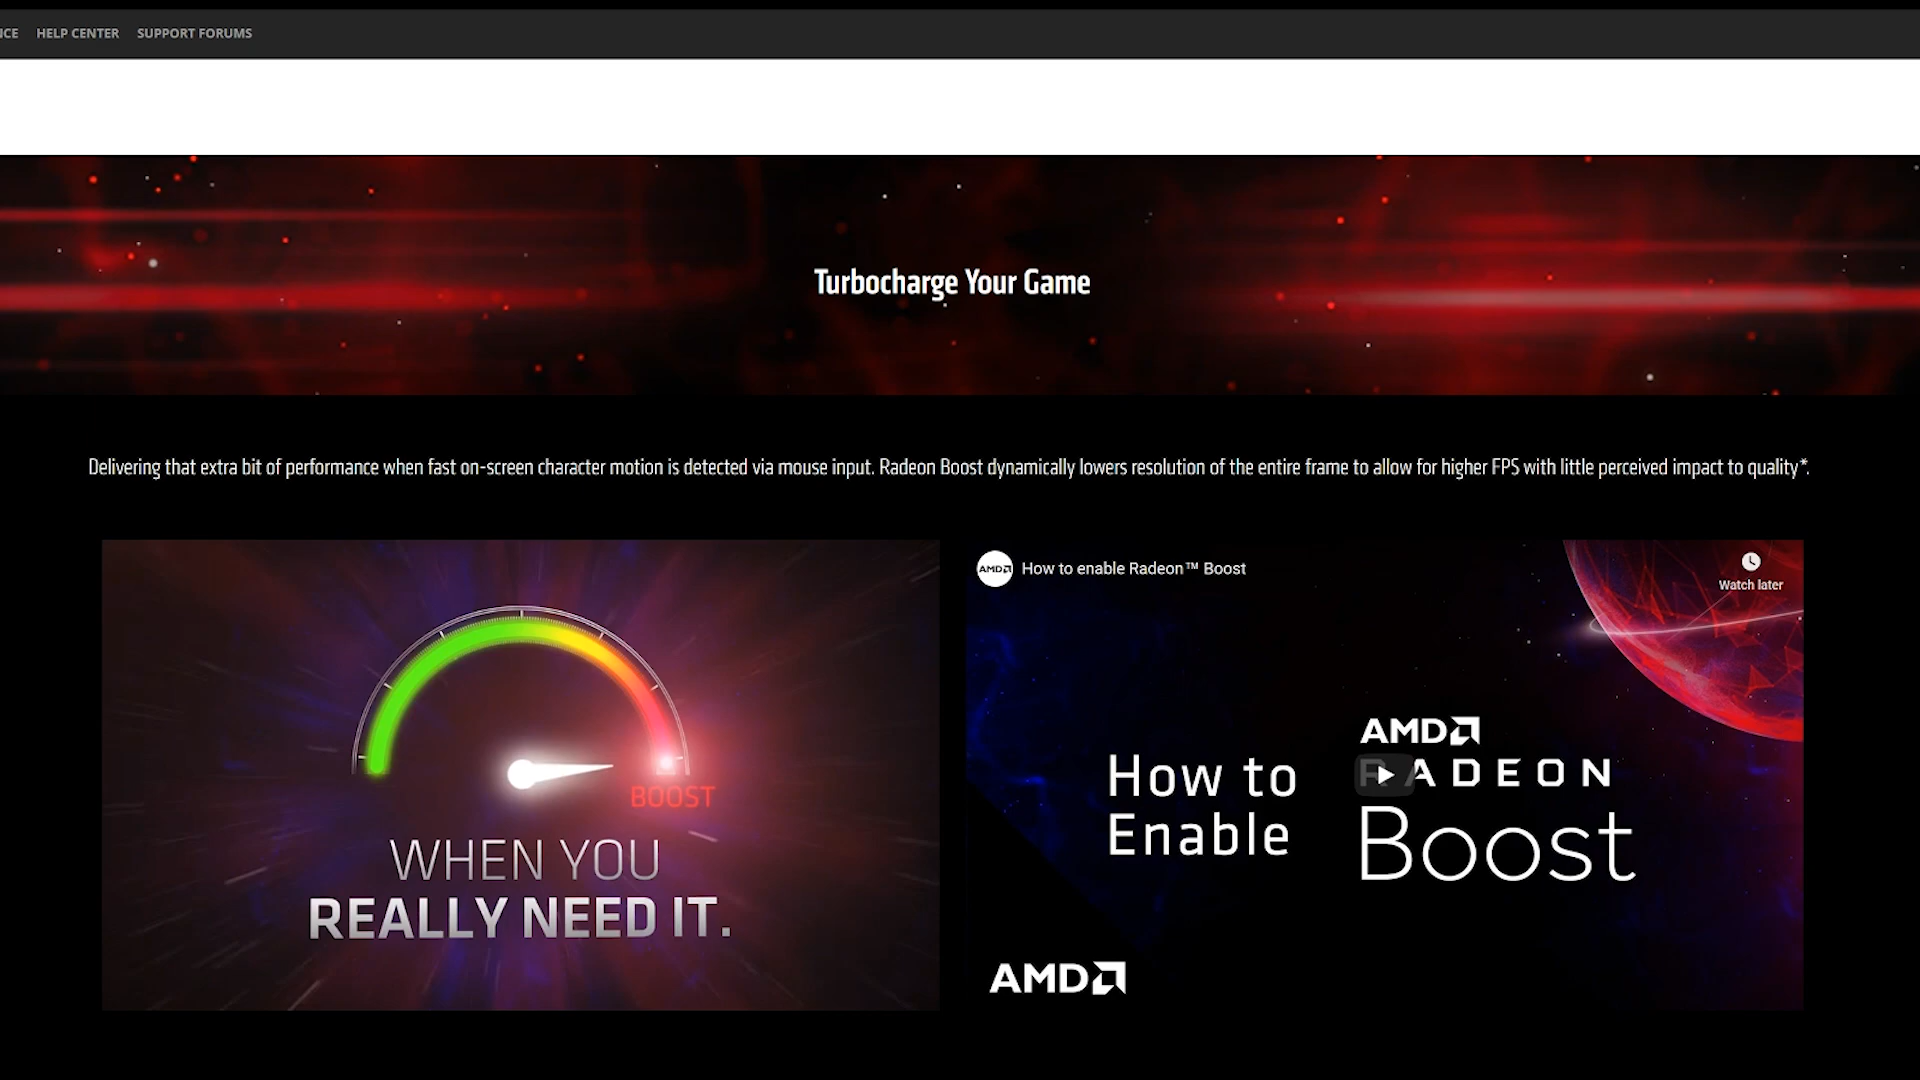 HELP CENTER SUPPORT FORUMS
Turbocharge Your Game
Delivering that extra bit of performance when fast on-screen character motion is detected via mouse input. Radeon Boost dynamically lowers resolution of the entire frame to allow for higher FPS with little perceived impact to quality*.
BOOST
WHEN YOU
REALLY NEED IT.
AMD How to enable Radeon™ Boost
Watch later
How to
Enable
AMD
RADEON
Boost
AMD